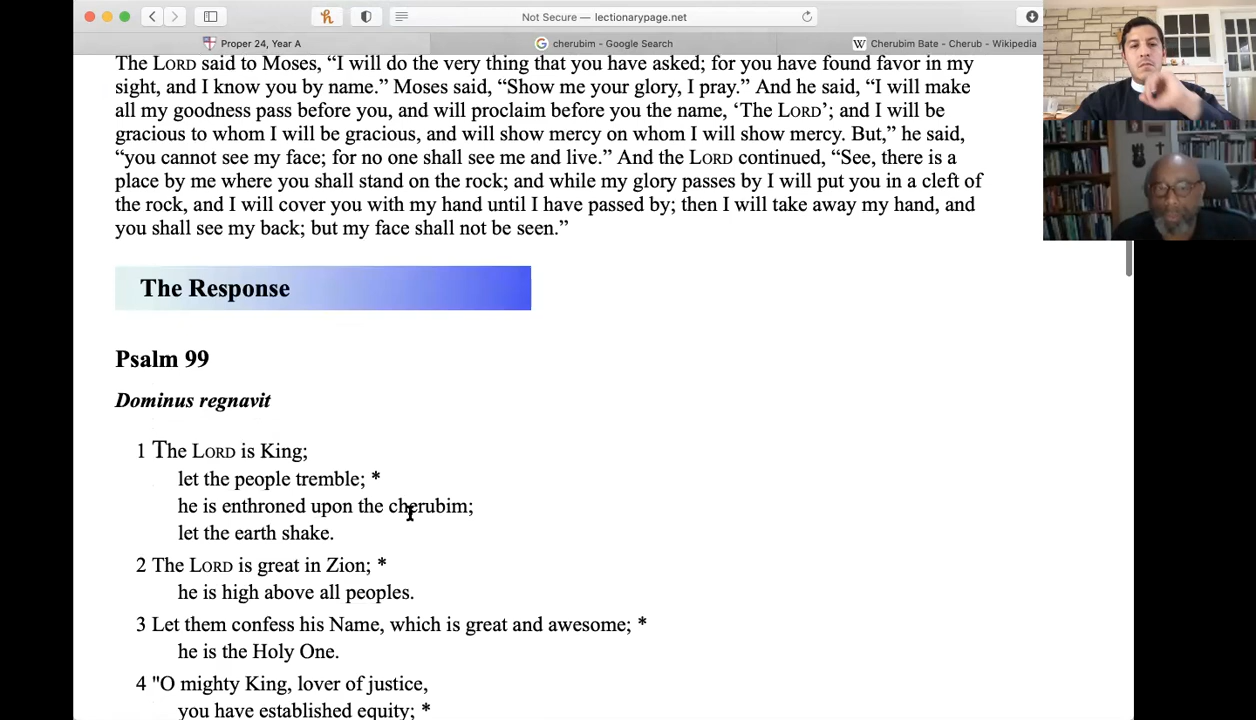 Not Secure — lectionarypage.net
Proper 24, Year A
cherubim - Google Search
Cherubim Bate - Cherub - Wikipedia
The LORD said to Moses, “I will do the very thing that you have asked; for you have found favor in my
sight, and I know you by name.” Moses said, “Show me your glory, I pray.” And he said, “I will make
all my goodness pass before you, and will proclaim before you the name, ‘The LORD’; and I will be
gracious to whom I will be gracious, and will show mercy on whom I will show mercy. But,” he said,
“you cannot see my face; for no one shall see me and live.” And the LORD continued, “See, there is a
place by me where you shall stand on the rock; and while my glory passes by I will put you in a cleft of
the rock, and I will cover you with my hand until I have passed by; then I will take away my hand, and
you shall see my back; but my face shall not be seen.”
The Response
Psalm 99
Dominus regnavit
1 The LORD is King;
let the people tremble; *
he is enthroned upon the cherubim;
let the earth shake.
2 The LORD is great in Zion; *
he is high above all peoples.
3 Let them confess his Name, which is great and awesome; *
he is the Holy One.
4 "O mighty King, lover of justice,
you have established equity; *